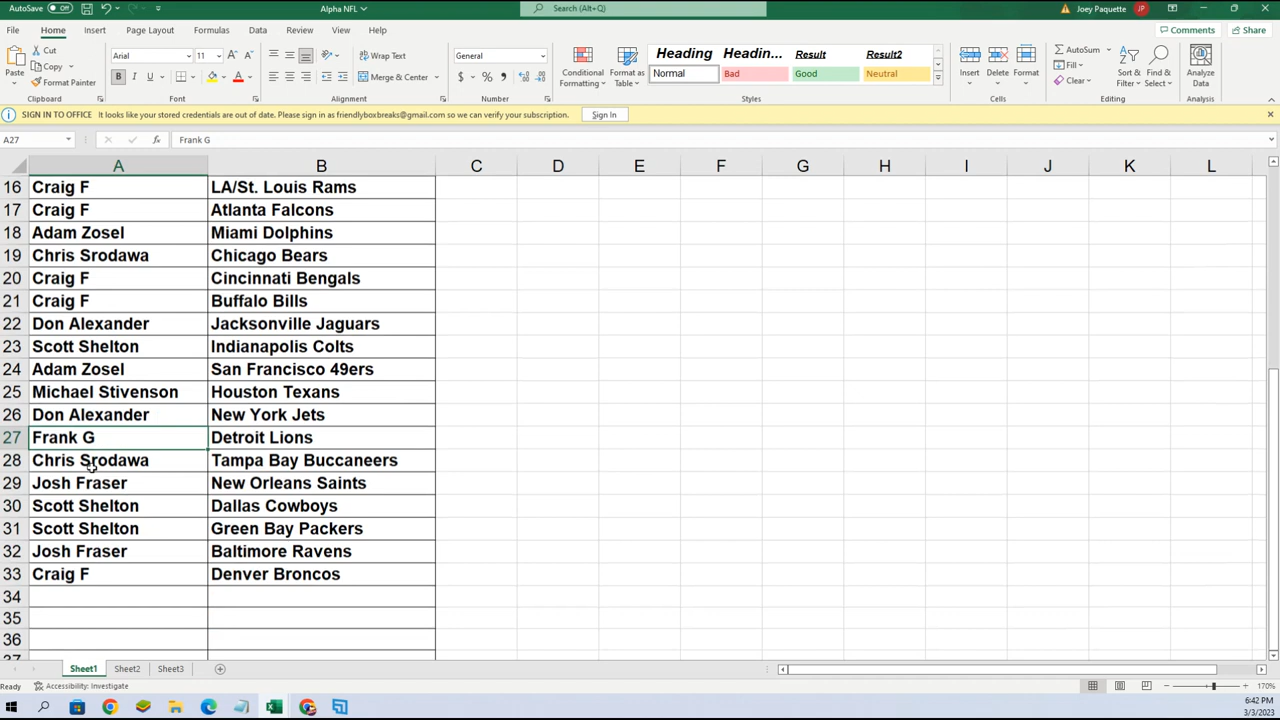 AutoSave Off Alpha NFL Search (Alt+Q) Joey Paquette JP
File Home Insert Page Layout Formulas Data Review View Help Comments Share
Paste Cut Copy Format Painter Clipboard
Arial 11 B I U A Font
Wrap Text Merge & Center Alignment
General $ % Number
Conditional Formatting Format as Table Heading Headin... Result Result2 Normal Bad Good Neutral Styles
Insert Delete Format Cells
AutoSum Fill Clear Sort & Filter Find & Select Editing
Analyze Data Analysis
SIGN IN TO OFFICE It looks like your stored credentials are out of date. Please sign in as friendlyboxbreaks@gmail.com so we can verify your subscription. Sign In
A27 fx Frank G
A B C D E F G H I J K L
16 Craig F LA/St. Louis Rams
17 Craig F Atlanta Falcons
18 Adam Zosel Miami Dolphins
19 Chris Srodawa Chicago Bears
20 Craig F Cincinnati Bengals
21 Craig F Buffalo Bills
22 Don Alexander Jacksonville Jaguars
23 Scott Shelton Indianapolis Colts
24 Adam Zosel San Francisco 49ers
25 Michael Stivenson Houston Texans
26 Don Alexander New York Jets
27 Frank G Detroit Lions
28 Chris Srodawa Tampa Bay Buccaneers
29 Josh Fraser New Orleans Saints
30 Scott Shelton Dallas Cowboys
31 Scott Shelton Green Bay Packers
32 Josh Fraser Baltimore Ravens
33 Craig F Denver Broncos
34
35
36
37
Sheet1 Sheet2 Sheet3
Ready Accessibility: Investigate 170%
6:42 PM
3/3/2023